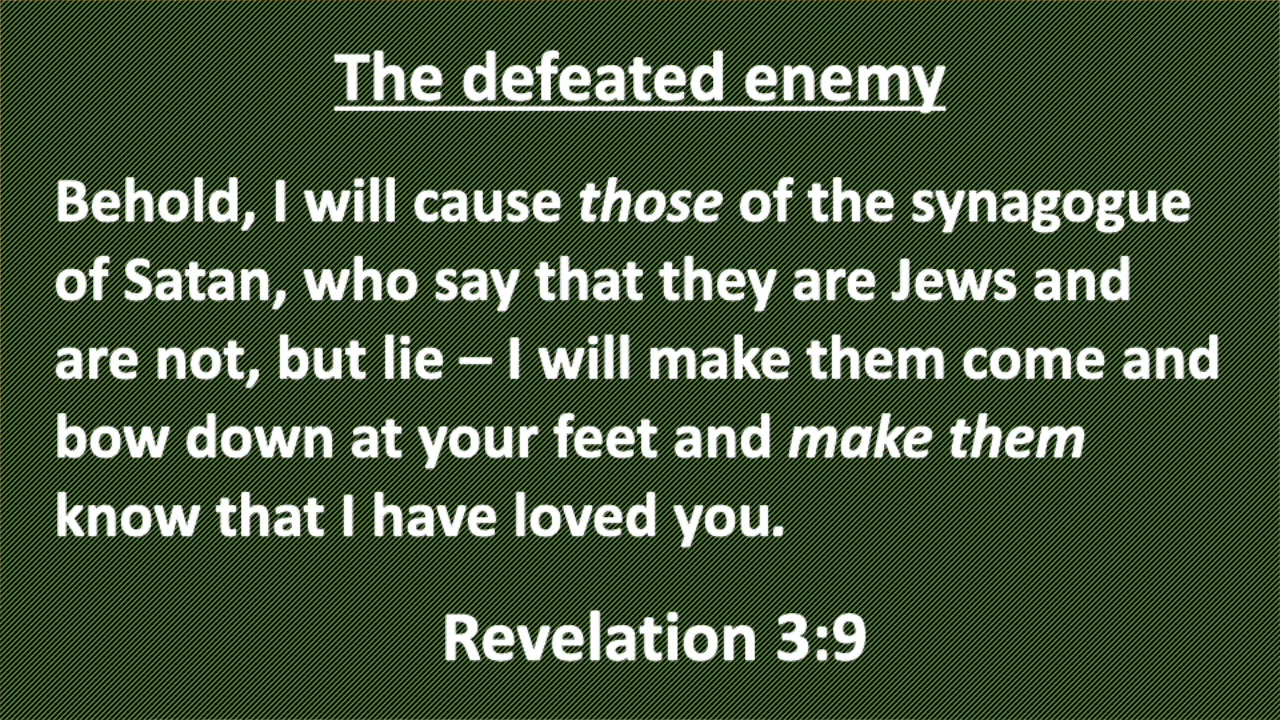 The defeated enemy
Behold, I will cause those of the synagogue
of Satan, who say that they are Jews and
are not, but lie – I will make them come and
bow down at your feet and make them
know that I have loved you.
Revelation 3:9